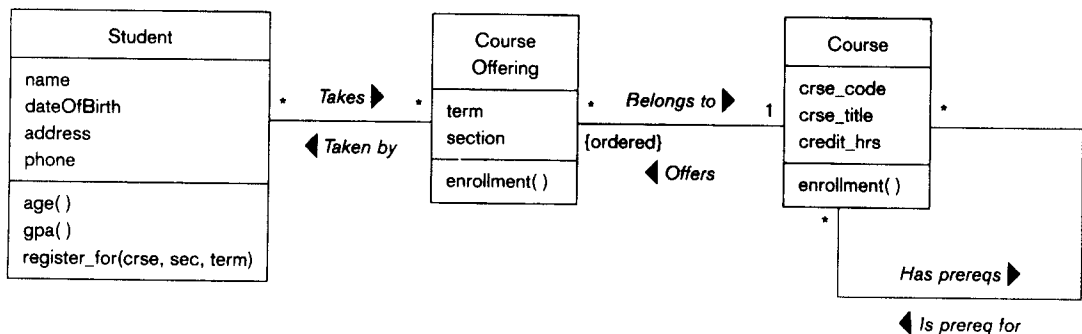 Student
name
dateOfBirth
address
phone
age( )
gpa( )
register_for(crse, sec, term)
*
Takes ▶
*
◀ Taken by
Course
Offering
term
section
enrollment( )
*
Belongs to ▶
1
{ordered}
◀ Offers
Course
crse_code
crse_title
credit_hrs
enrollment( )
*
*
Has prereqs ▶
◀ Is prereq for